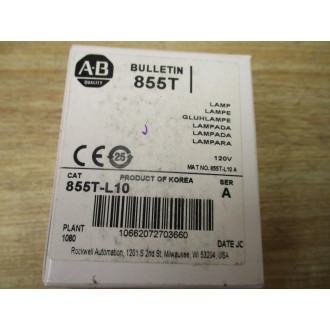 A-B
QUALITY
BULLETIN
855T
LAMP
LAMPE
GLUHLAMPE
LAMPADA
LAMPADA
LAMPARA
CE 25
120V
MAT NO. 855T-L10 A
CAT
PRODUCT OF KOREA
SER
855T-L10
A
10662072703660
PLANT
1080
DATE JC
Rockwell Automation, 1201 S 2nd St, Milwaukee, WI 53204, USA